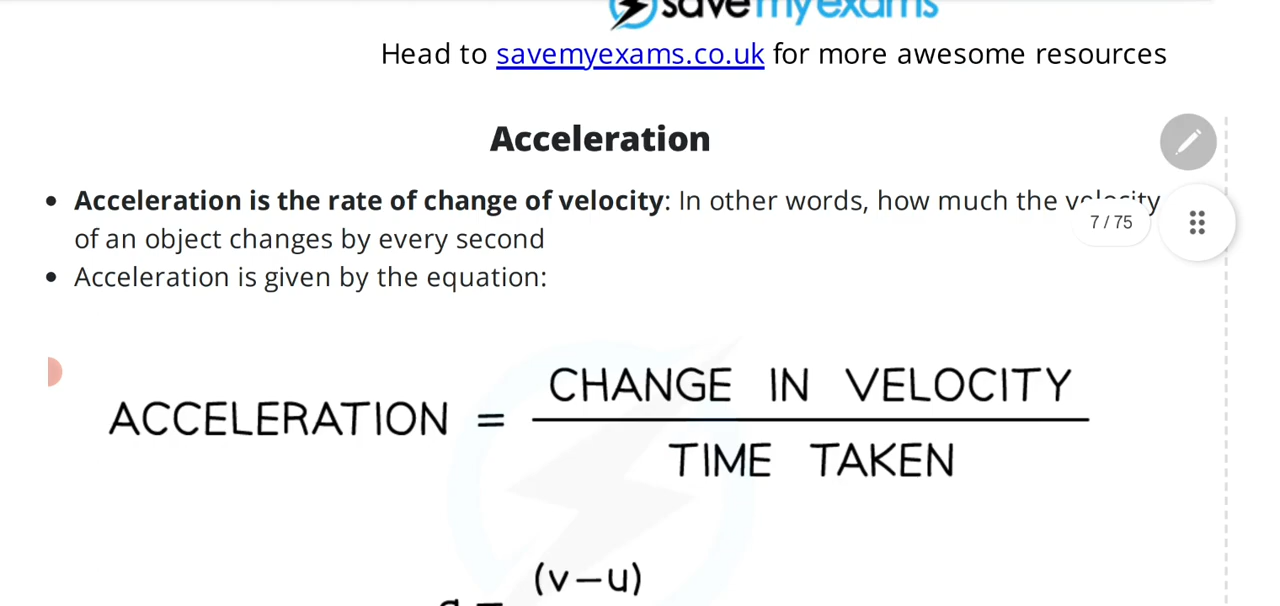 savemyexams
Head to savemyexams.co.uk for more awesome resources
Acceleration
• Acceleration is the rate of change of velocity: In other words, how much the velocity
of an object changes by every second
7 / 75
• Acceleration is given by the equation:
CHANGE IN VELOCITY
ACCELERATION =
TIME TAKEN
(v-u)
a =